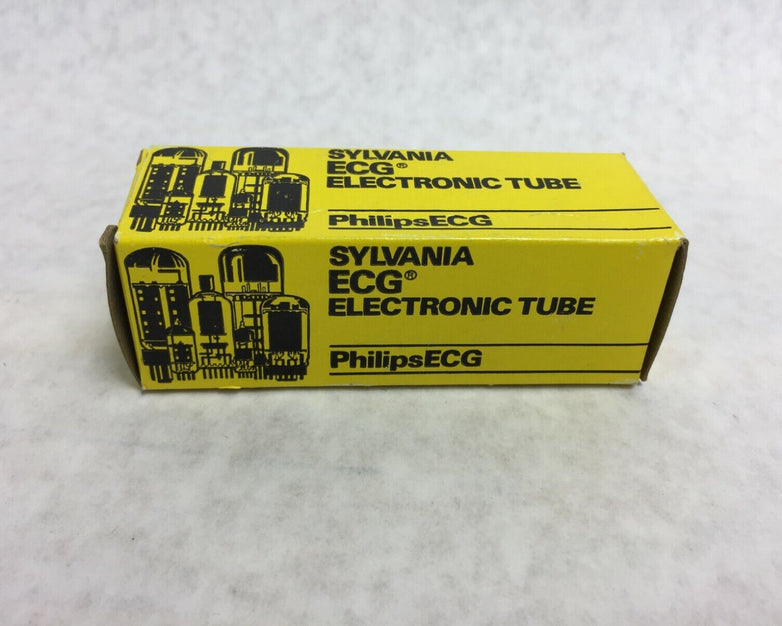 SYLVANIA
ECG®
ELECTRONIC TUBE
PhilipsECG
SYLVANIA
ECG®
ELECTRONIC TUBE
PhilipsECG